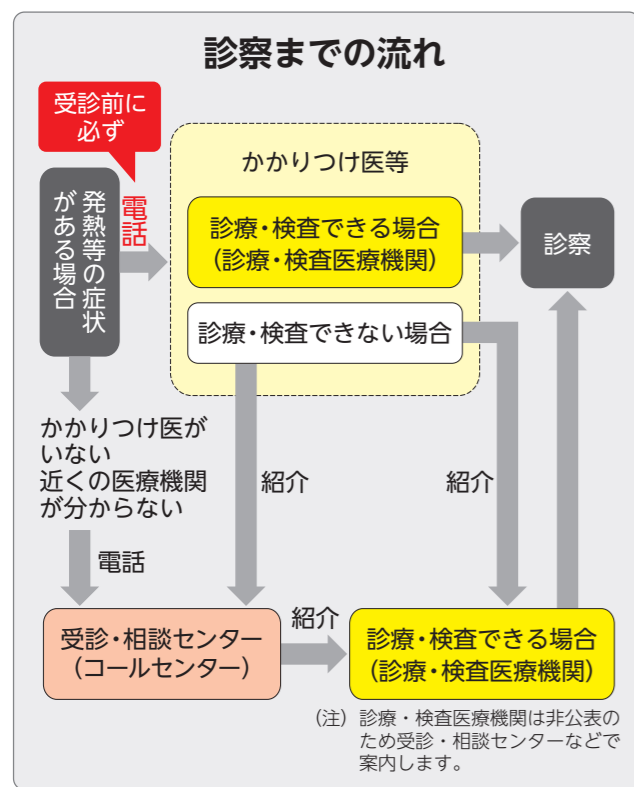 診察までの流れ
受診前に
必ず
発熱等の症状
がある場合
電話
かかりつけ医等
診療・検査できる場合
（診療・検査医療機関）
診察
診療・検査できない場合
かかりつけ医が
いない
近くの医療機関
が分からない
電話
紹介
紹介
受診・相談センター
（コールセンター）
紹介
診療・検査できる場合
（診療・検査医療機関）
（注）診療・検査医療機関は非公表の
ため受診・相談センターなどで
案内します。